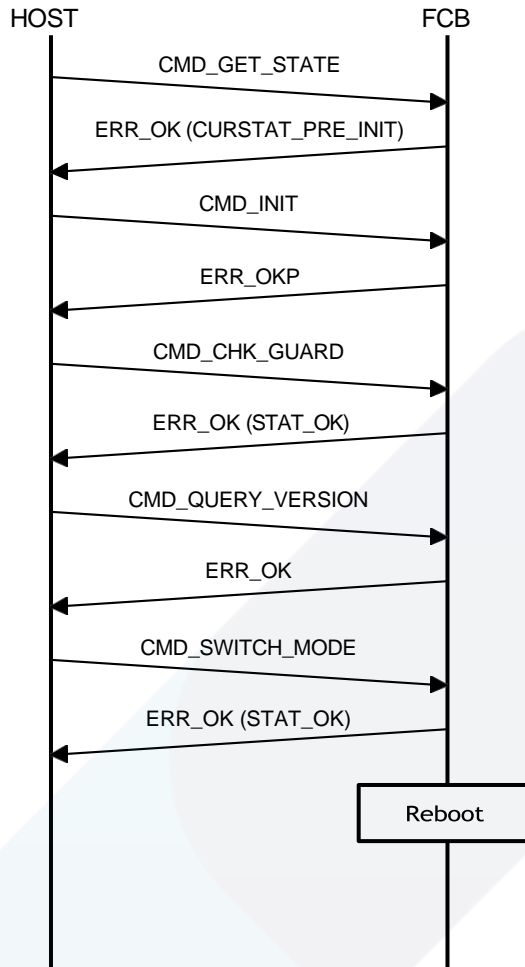 HOST FCB
CMD_GET_STATE
ERR_OK (CURSTAT_PRE_INIT)
CMD_INIT
ERR_OKP
CMD_CHK_GUARD
ERR_OK (STAT_OK)
CMD_QUERY_VERSION
ERR_OK
CMD_SWITCH_MODE
ERR_OK (STAT_OK)
Reboot